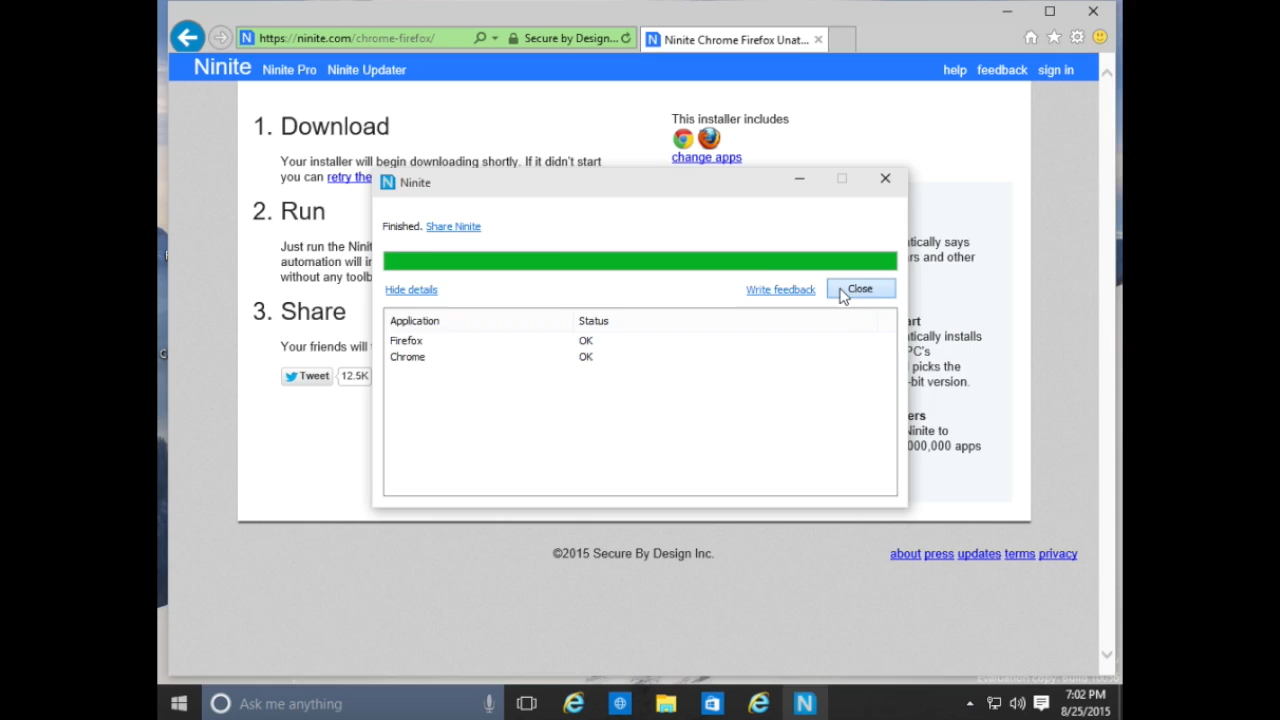 https://ninite.com/chrome-firefox/
Secure by Design...
Ninite Chrome Firefox Unat...
Ninite
Ninite Pro
Ninite Updater
help
feedback
sign in
1. Download
Your installer will begin downloading shortly. If it didn't start
you can retry the
This installer includes
change apps
2. Run
Just run the Ninit
automation will i
without any toolb
3. Share
Your friends will
Tweet
12.5K
Ninite
Finished. Share Ninite
Hide details
Write feedback
Close
Application
Status
Firefox
OK
Chrome
OK
tically says
rs and other
art
tically installs
PC's
picks the
-bit version.
ers
Ninite to
000,000 apps
©2015 Secure By Design Inc.
about press updates terms privacy
Ask me anything
7:02 PM
8/25/2015